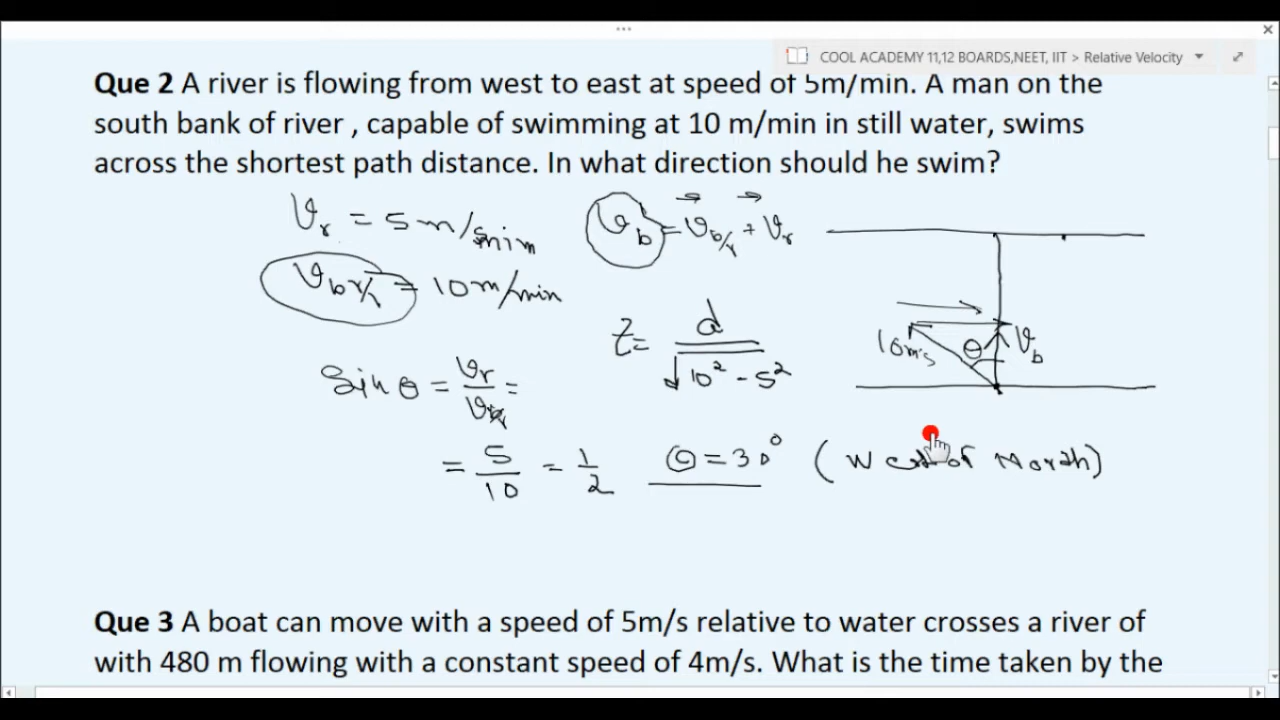 COOL ACADEMY 11,12 BOARDS,NEET, IIT > Relative Velocity
Que 2 A river is flowing from west to east at speed of 5m/min. A man on the
south bank of river , capable of swimming at 10 m/min in still water, swims
across the shortest path distance. In what direction should he swim?
Vr = 5m/min
Vb = Vb/r + Vr
Vbr/ = 10m/min
t = d / √10² - 5²
10m/s
θ
Vb
Sin θ = Vr / Vbr =
= 5/10 = 1/2
θ = 30° (West of North)
Que 3 A boat can move with a speed of 5m/s relative to water crosses a river of
with 480 m flowing with a constant speed of 4m/s. What is the time taken by the